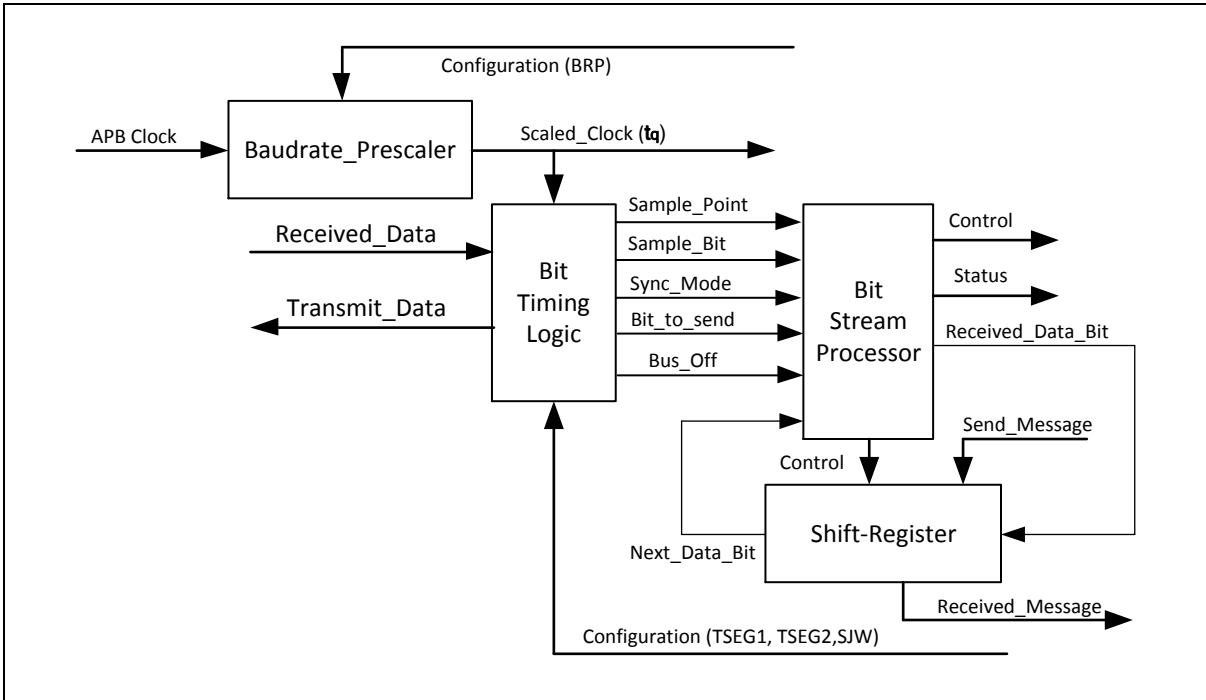 Configuration (BRP)
APB Clock
Baudrate_Prescaler
Scaled_Clock (tq)
Received_Data
Transmit_Data
Bit
Timing
Logic
Sample_Point
Sample_Bit
Sync_Mode
Bit_to_send
Bus_Off
Bit
Stream
Processor
Control
Status
Received_Data_Bit
Send_Message
Control
Shift-Register
Next_Data_Bit
Received_Message
Configuration (TSEG1, TSEG2,SJW)